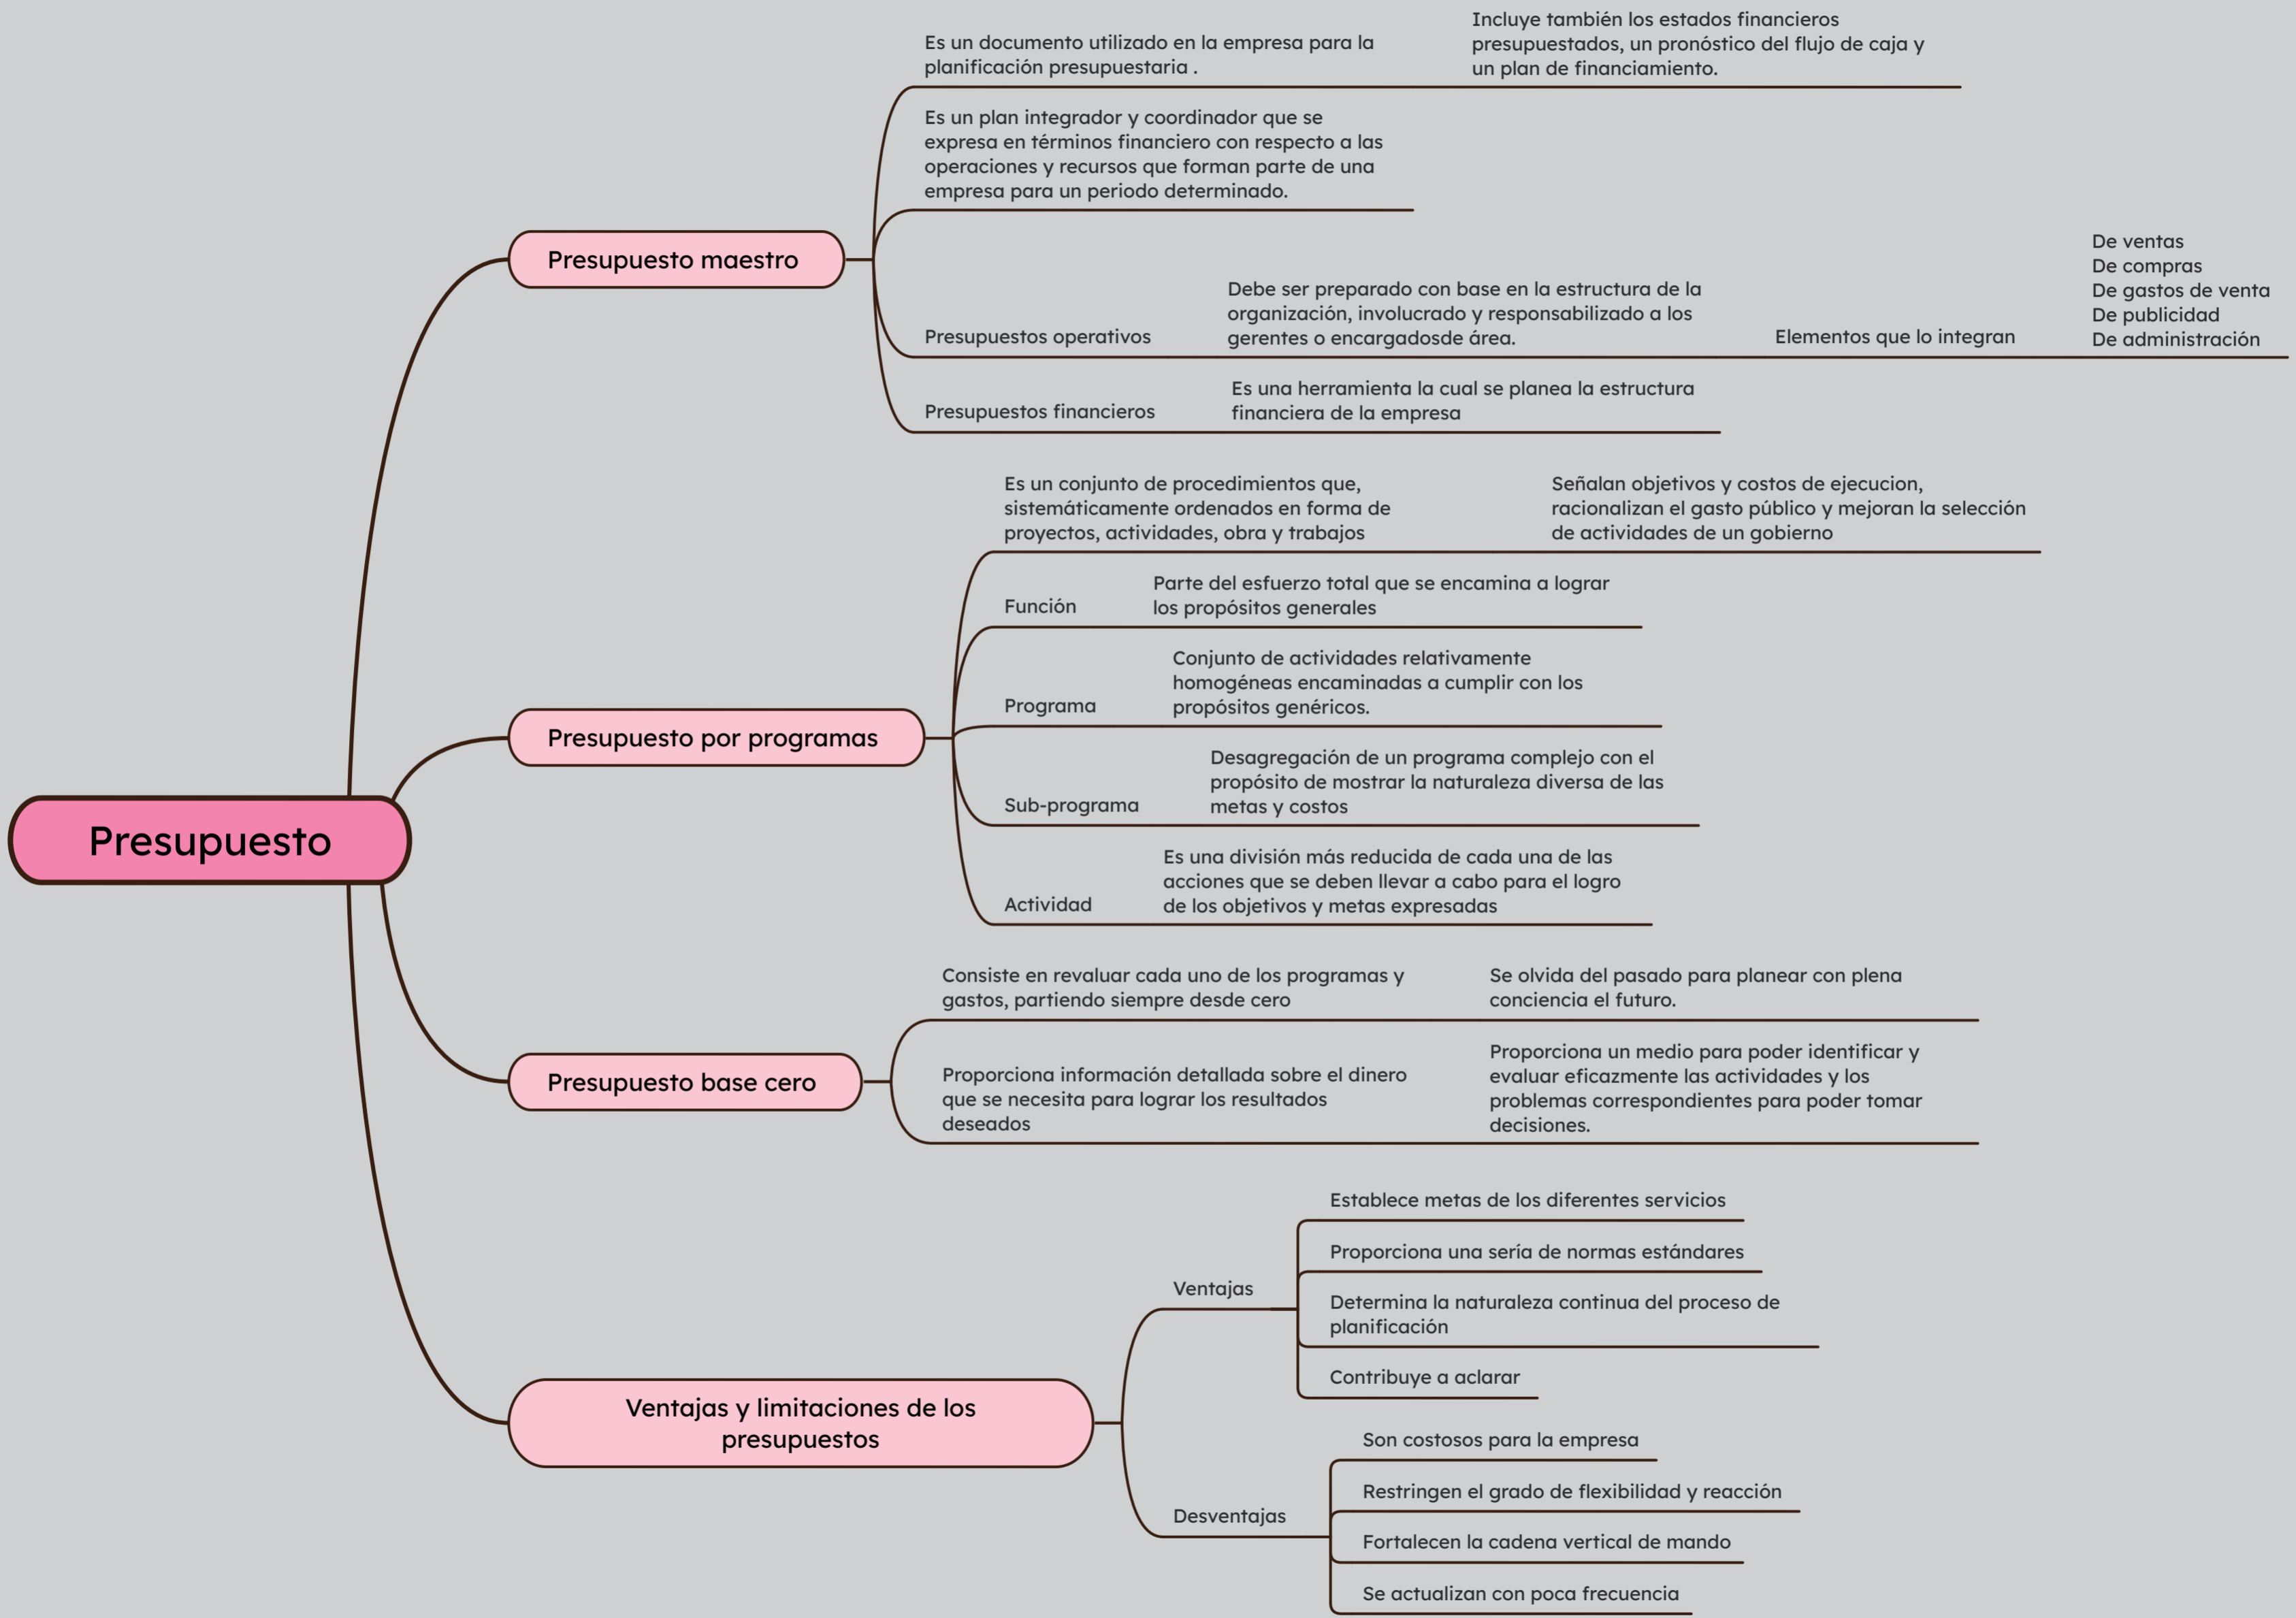 Presupuesto
Presupuesto maestro
Es un documento utilizado en la empresa para la
planificación presupuestaria .
Incluye también los estados financieros
presupuestados, un pronóstico del flujo de caja y
un plan de financiamiento.
Es un plan integrador y coordinador que se
expresa en términos financiero con respecto a las
operaciones y recursos que forman parte de una
empresa para un periodo determinado.
Presupuestos operativos
Debe ser preparado con base en la estructura de la
organización, involucrado y responsabilizado a los
gerentes o encargadosde área.
Elementos que lo integran
De ventas
De compras
De gastos de venta
De publicidad
De administración
Presupuestos financieros
Es una herramienta la cual se planea la estructura
financiera de la empresa
Presupuesto por programas
Es un conjunto de procedimientos que,
sistemáticamente ordenados en forma de
proyectos, actividades, obra y trabajos
Señalan objetivos y costos de ejecucion,
racionalizan el gasto público y mejoran la selección
de actividades de un gobierno
Función
Parte del esfuerzo total que se encamina a lograr
los propósitos generales
Programa
Conjunto de actividades relativamente
homogéneas encaminadas a cumplir con los
propósitos genéricos.
Sub-programa
Desagregación de un programa complejo con el
propósito de mostrar la naturaleza diversa de las
metas y costos
Actividad
Es una división más reducida de cada una de las
acciones que se deben llevar a cabo para el logro
de los objetivos y metas expresadas
Presupuesto base cero
Consiste en revaluar cada uno de los programas y
gastos, partiendo siempre desde cero
Se olvida del pasado para planear con plena
conciencia el futuro.
Proporciona información detallada sobre el dinero
que se necesita para lograr los resultados
deseados
Proporciona un medio para poder identificar y
evaluar eficazmente las actividades y los
problemas correspondientes para poder tomar
decisiones.
Ventajas y limitaciones de los
presupuestos
Ventajas
Establece metas de los diferentes servicios
Proporciona una sería de normas estándares
Determina la naturaleza continua del proceso de
planificación
Contribuye a aclarar
Desventajas
Son costosos para la empresa
Restringen el grado de flexibilidad y reacción
Fortalecen la cadena vertical de mando
Se actualizan con poca frecuencia